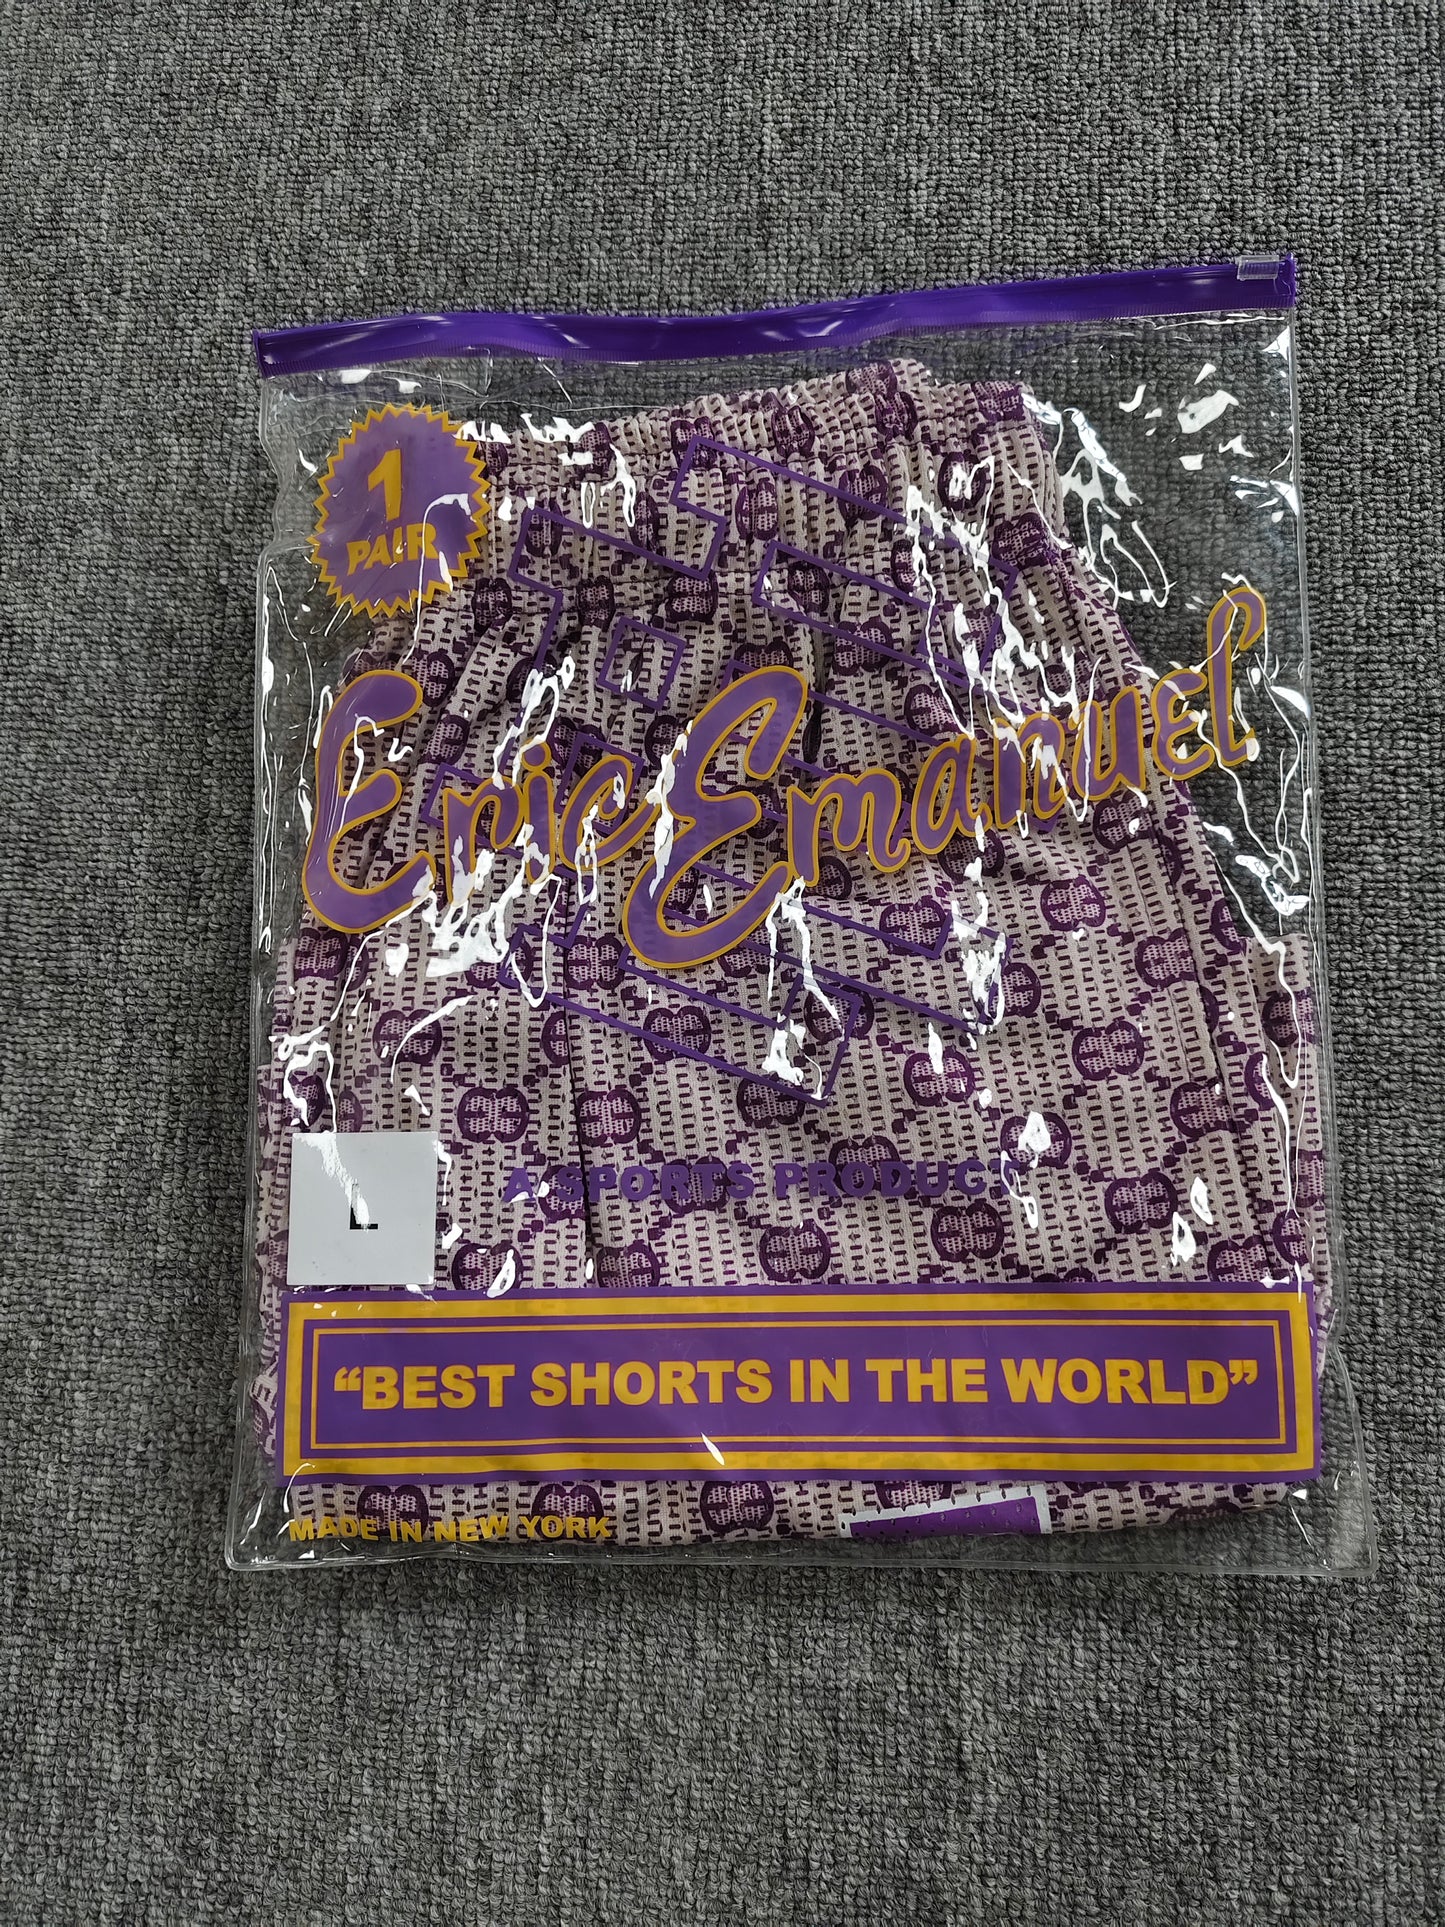 1
PAIR
Eric Emanuel
A SPORTS PRODUCT
L
“BEST SHORTS IN THE WORLD”
MADE IN NEW YORK